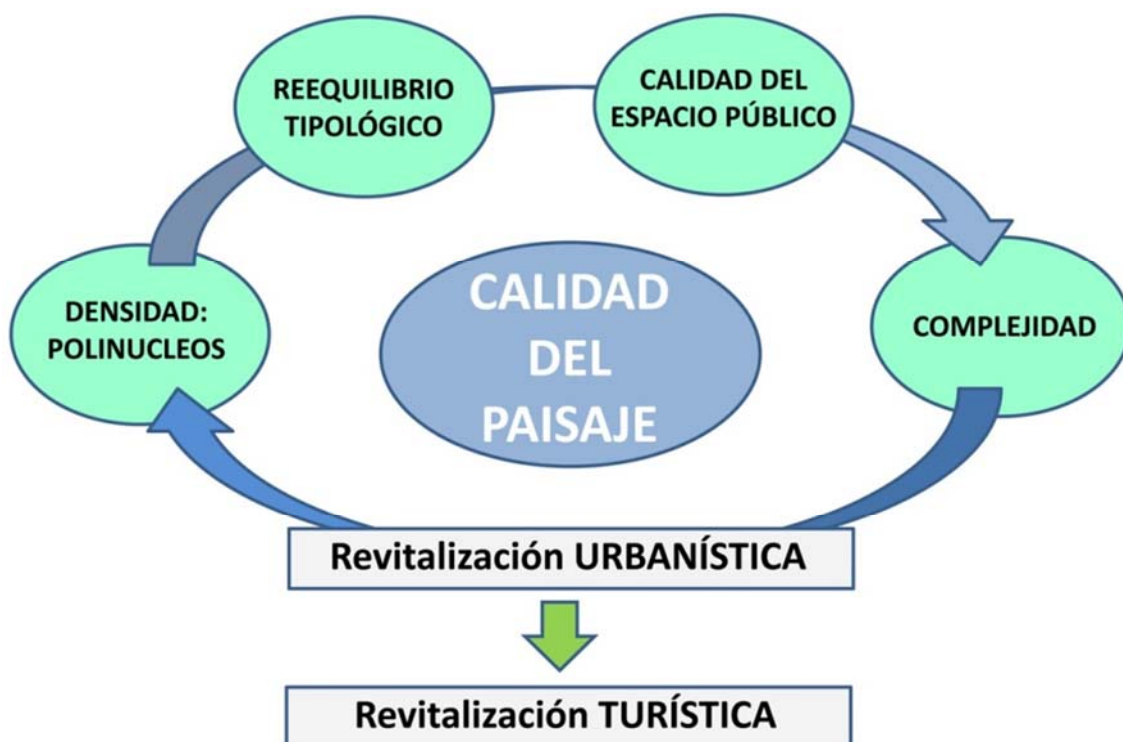 REEQUILIBRIO
TIPOLÓGICO
CALIDAD DEL
ESPACIO PÚBLICO
DENSIDAD:
POLINUCLEOS
CALIDAD
DEL
PAISAJE
COMPLEJIDAD
Revitalización URBANÍSTICA
Revitalización TURÍSTICA